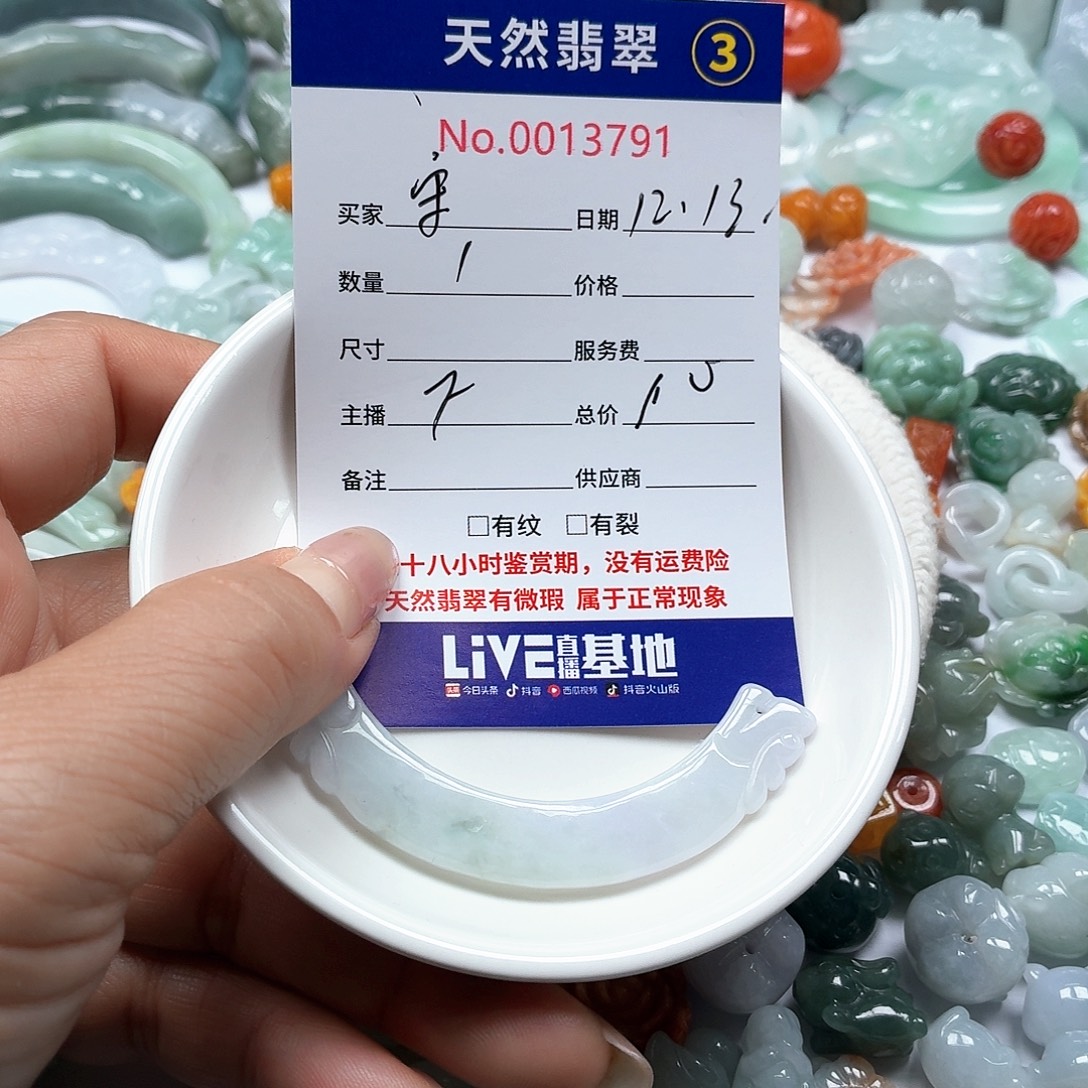 天然翡翠 3
No.0013791
买家 宋 日期 12.13.
数量 1 价格
尺寸 服务费
主播 总价
备注 供应商
□有纹 □有裂
十八小时鉴赏期，没有运费险
天然翡翠有微瑕 属于正常现象
LiVE直播基地
头条 今日头条 抖音 西瓜视频 抖音火山版